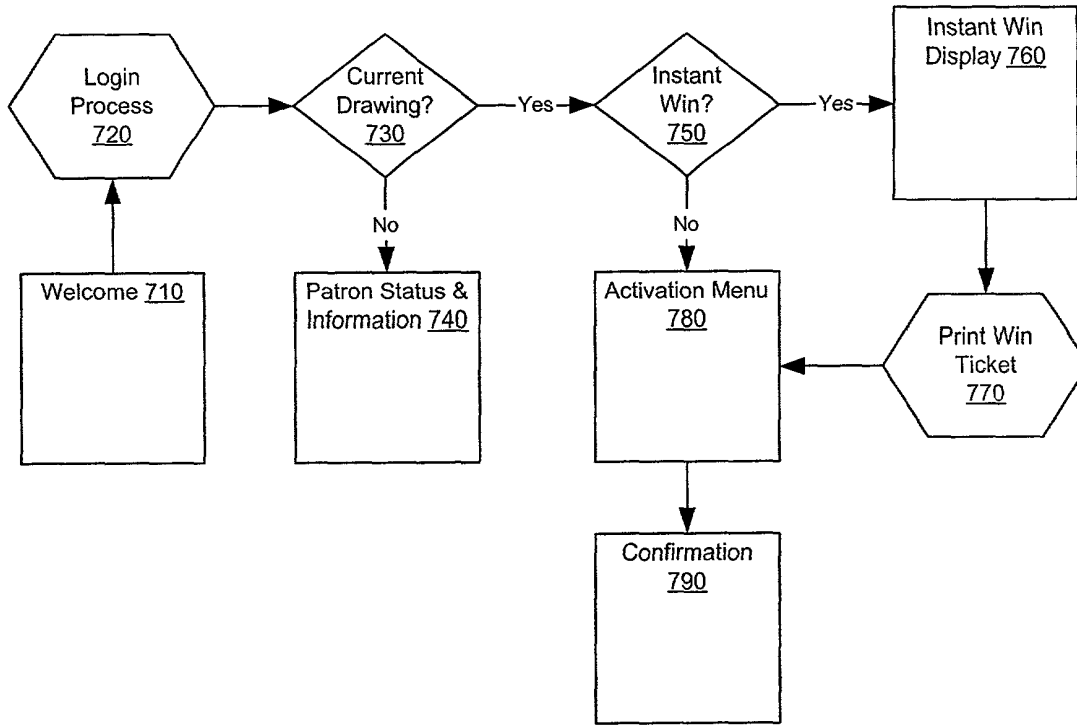 Login
Process
720
Current
Drawing?
730
Yes
Instant
Win?
750
Yes
Instant Win
Display 760
No
No
Welcome 710
Patron Status &
Information 740
Activation Menu
780
Print Win
Ticket
770
Confirmation
790